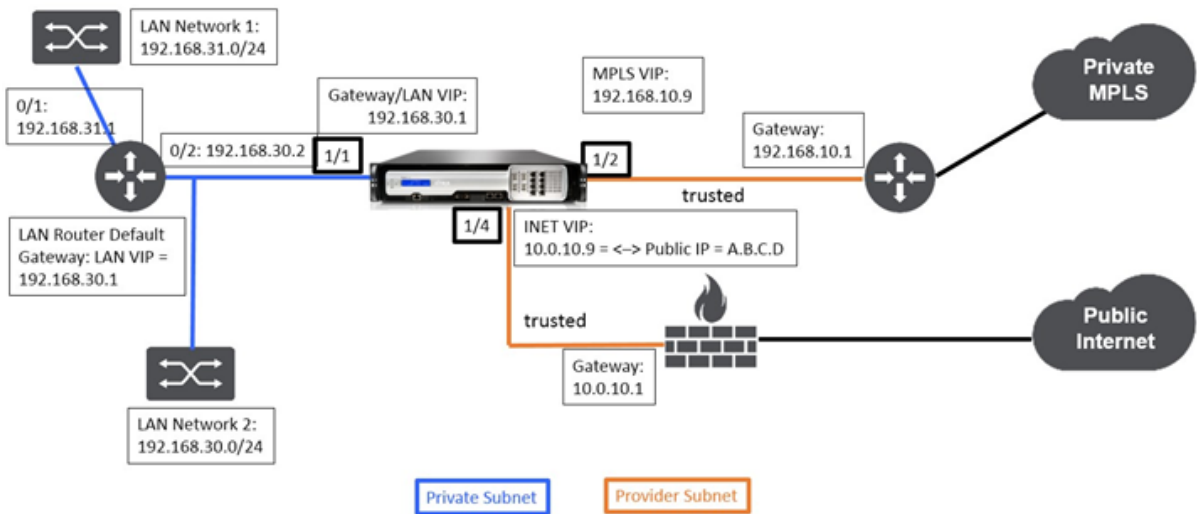 LAN Network 1:
192.168.31.0/24
0/1:
192.168.31.1
Gateway/LAN VIP:
192.168.30.1
MPLS VIP:
192.168.10.9
Private
MPLS
0/2: 192.168.30.2
1/1
1/2
Gateway:
192.168.10.1
trusted
1/4
INET VIP:
10.0.10.9 = <–> Public IP = A.B.C.D
LAN Router Default
Gateway: LAN VIP =
192.168.30.1
trusted
Public
Internet
Gateway:
10.0.10.1
LAN Network 2:
192.168.30.0/24
Private Subnet
Provider Subnet